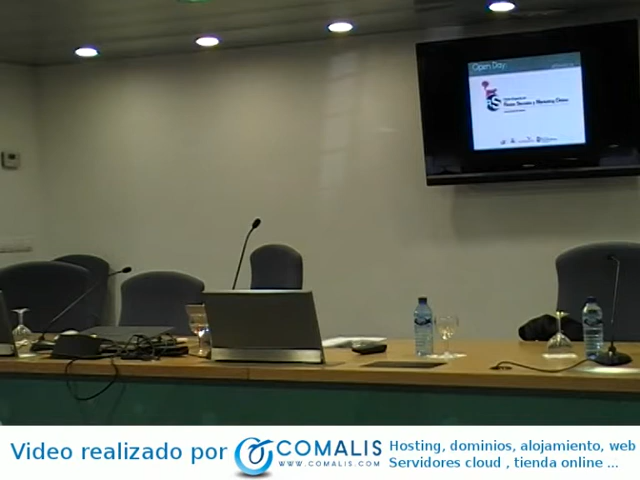 Open Day.
Video realizado por
COMALIS
WWW.COMALIS.COM
Hosting, dominios, alojamiento, web
Servidores cloud , tienda online ...